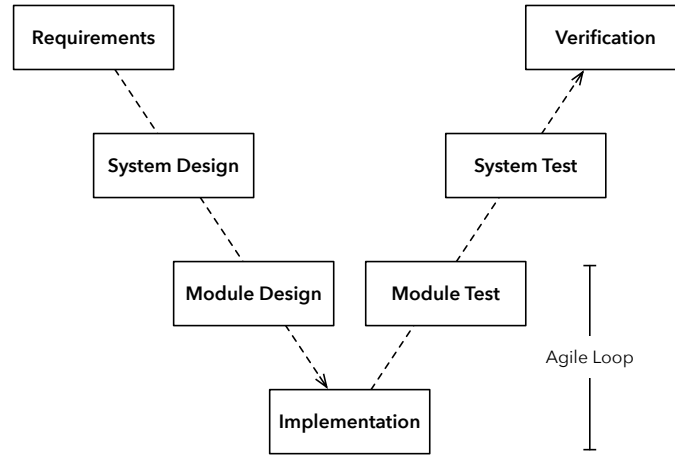 Requirements
Verification
System Design
System Test
Module Design
Module Test
Agile Loop
Implementation